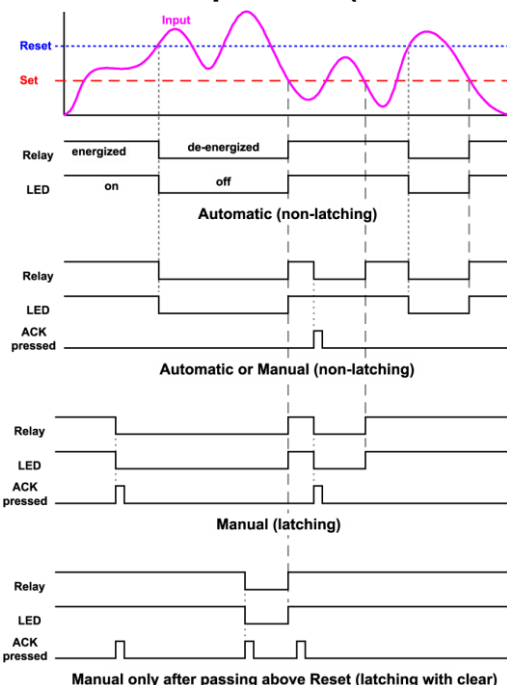 Input
Reset
Set
energized
de-energized
Relay
on
off
LED
Automatic (non-latching)
Relay
LED
ACK
pressed
Automatic or Manual (non-latching)
Relay
LED
ACK
pressed
Manual (latching)
Relay
LED
ACK
pressed
Manual only after passing above Reset (latching with clear)